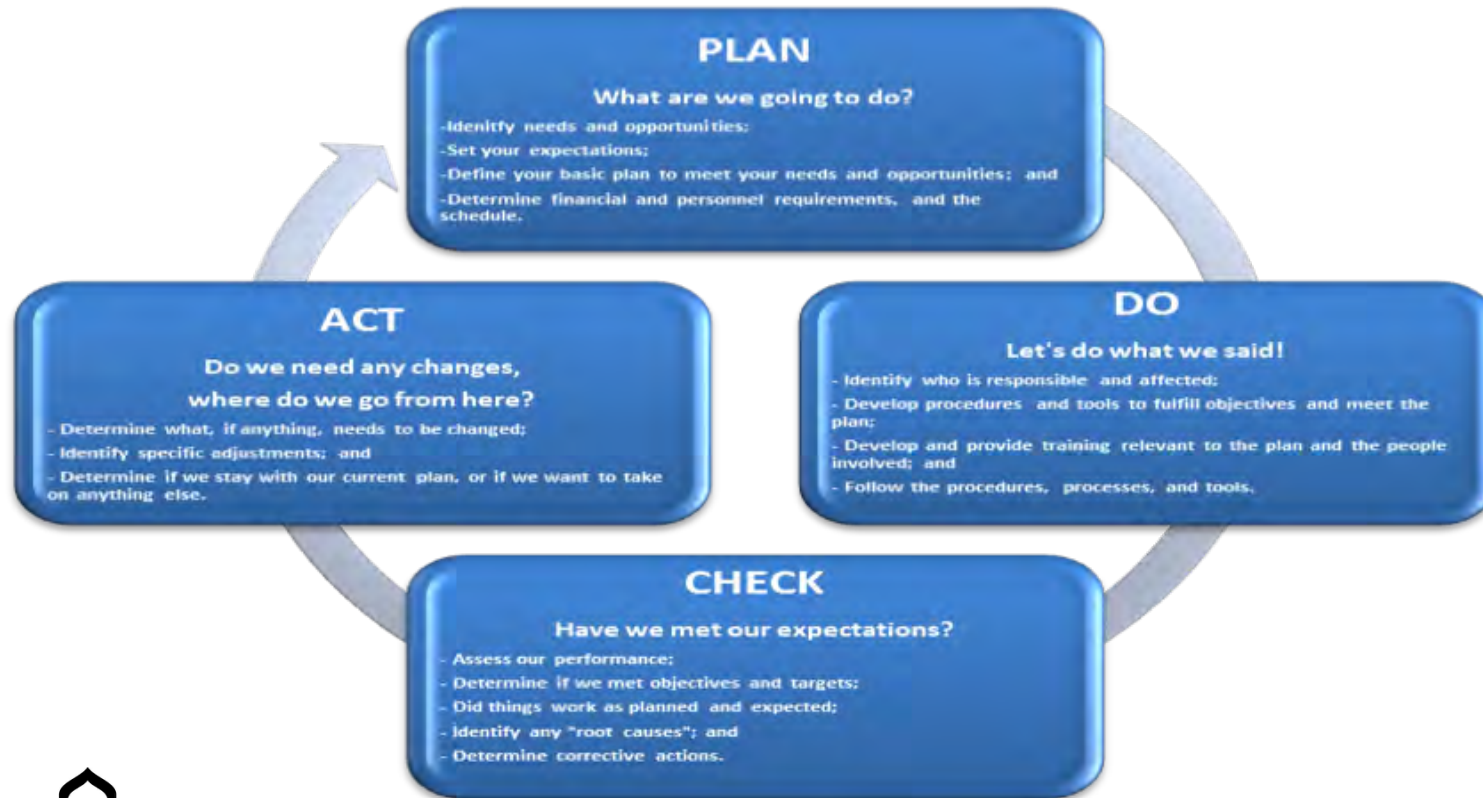 PLAN
What are we going to do?
-Idenitfy needs and opportunities;
-Set your expectations;
-Define your basic plan to meet your needs and opportunities; and
-Determine financial and personnel requirements, and the
schedule.
DO
Let's do what we said!
- Identify who is responsible and affected;
- Develop procedures and tools to fulfill objectives and meet the
plan;
- Develop and provide training relevant to the plan and the people
involved; and
- Follow the procedures, processes, and tools.
CHECK
Have we met our expectations?
- Assess our performance;
- Determine if we met objectives and targets;
- Did things work as planned and expected;
- Identify any "root causes"; and
- Determine corrective actions.
ACT
Do we need any changes,
where do we go from here?
- Determine what, if anything, needs to be changed;
- Identify specific adjustments; and
- Determine if we stay with our current plan, or if we want to take
on anything else.